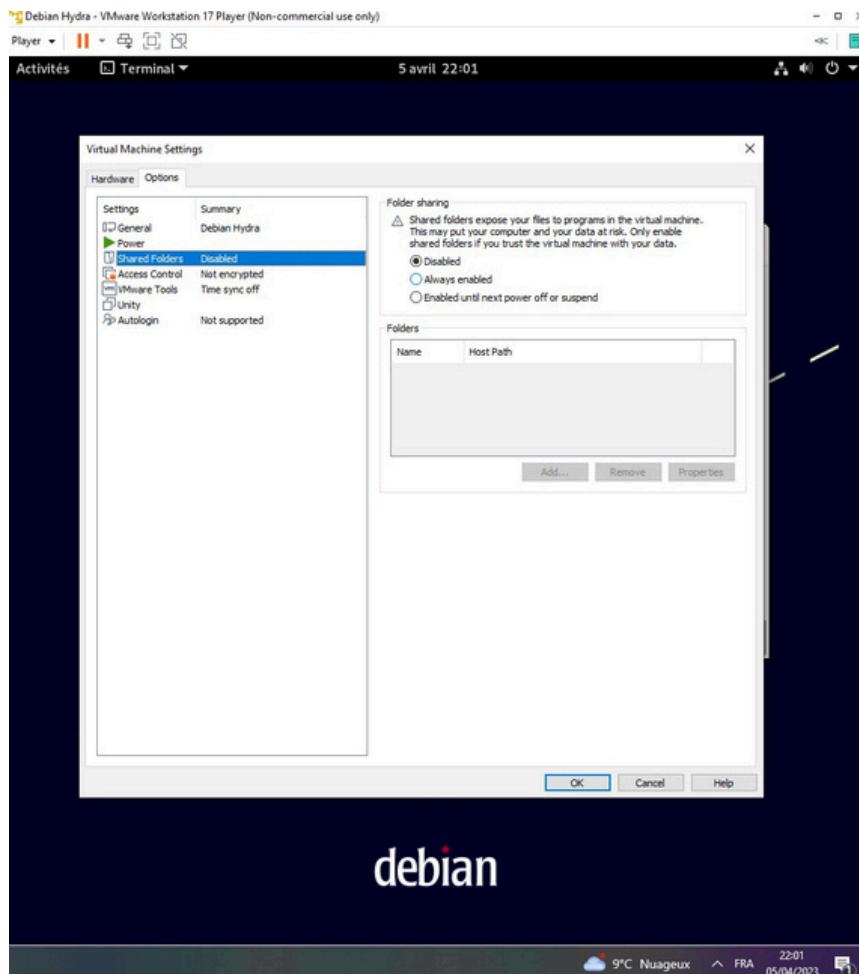 Debian Hydra - VMware Workstation 17 Player (Non-commercial use only)
Player
Activités Terminal 5 avril 22:01
Virtual Machine Settings
Hardware Options
Settings Summary
General Debian Hydra
Power
Shared Folders Disabled
Access Control Not encrypted
VMware Tools Time sync off
Unity
Autologin Not supported
Folder sharing
Shared folders expose your files to programs in the virtual machine.
This may put your computer and your data at risk. Only enable
shared folders if you trust the virtual machine with your data.
Disabled
Always enabled
Enabled until next power off or suspend
Folders
Name Host Path
Add... Remove Properties
OK Cancel Help
debian
9°C Nuageux FRA 22:01
05/04/2023